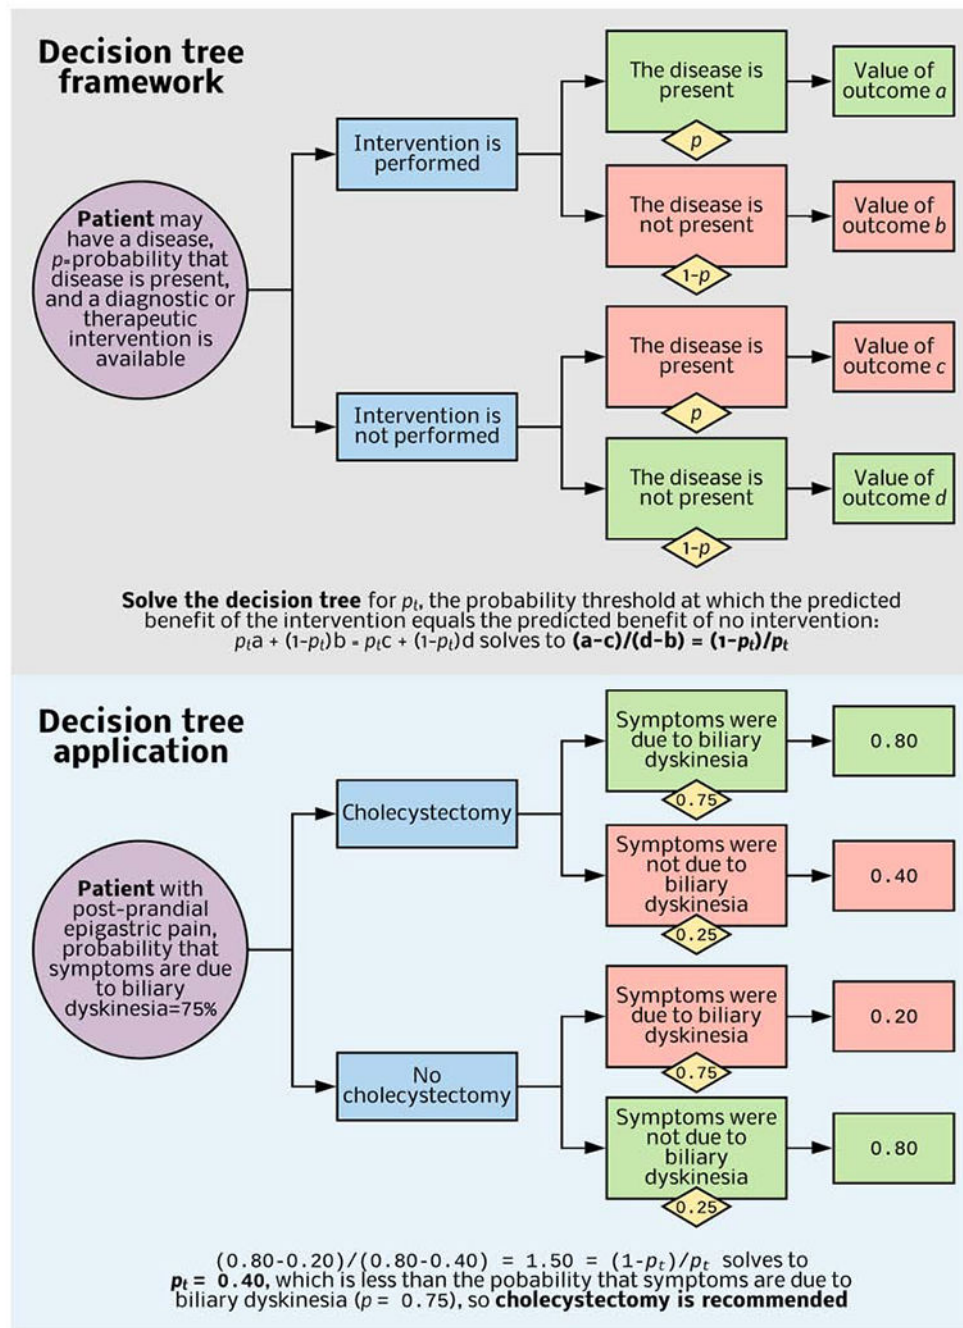 Decision tree
framework
Patient may
have a disease,
p=probability that
disease is present,
and a diagnostic or
therapeutic
intervention is
available
Intervention is
performed
The disease is
present
p
Value of
outcome a
The disease is
not present
1-p
Value of
outcome b
Intervention is
not performed
The disease is
present
p
Value of
outcome c
The disease is
not present
1-p
Value of
outcome d
Solve the decision tree for pₜ, the probability threshold at which the predicted
benefit of the intervention equals the predicted benefit of no intervention:
pₜa + (1-pₜ)b = pₜc + (1-pₜ)d solves to (a-c)/(d-b) = (1-pₜ)/pₜ
Decision tree
application
Patient with
post-prandial
epigastric pain,
probability that
symptoms are due
to biliary
dyskinesia=75%
Cholecystectomy
Symptoms were
due to biliary
dyskinesia
0.75
0.80
Symptoms were
not due to
biliary
dyskinesia
0.25
0.40
No
cholecystectomy
Symptoms were
due to biliary
dyskinesia
0.75
0.20
Symptoms were
not due to
biliary
dyskinesia
0.25
0.80
(0.80-0.20)/(0.80-0.40) = 1.50 = (1-pₜ)/pₜ solves to
pₜ = 0.40, which is less than the pobability that symptoms are due to
biliary dyskinesia (p = 0.75), so cholecystectomy is recommended